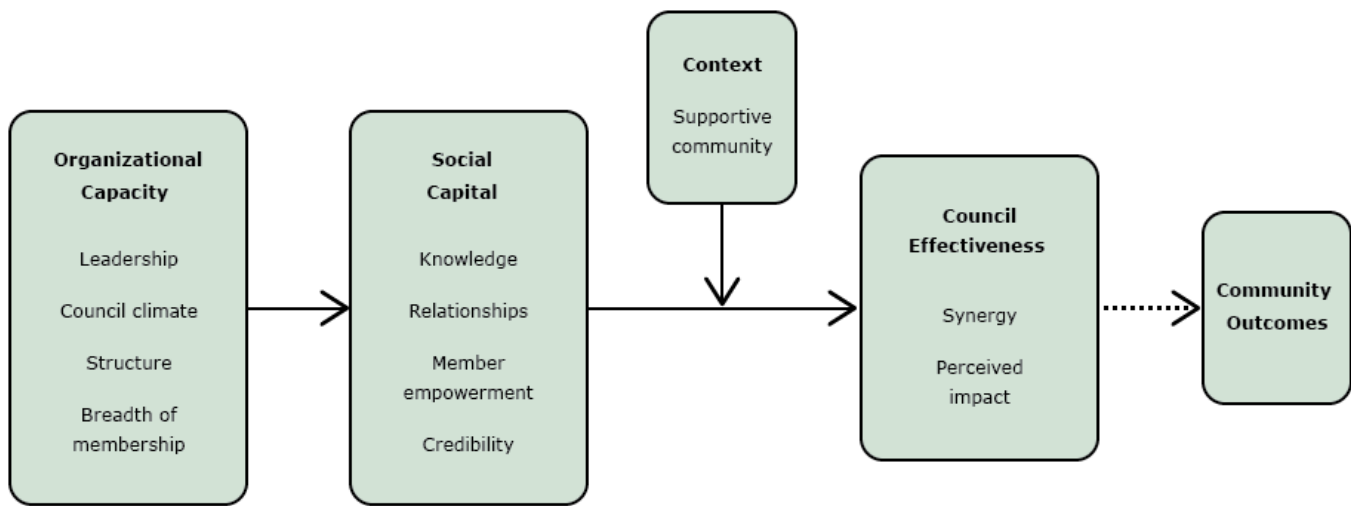 Organizational
Capacity
Leadership
Council climate
Structure
Breadth of
membership
Social
Capital
Knowledge
Relationships
Member
empowerment
Credibility
Context
Supportive
community
Council
Effectiveness
Synergy
Perceived
impact
Community
Outcomes